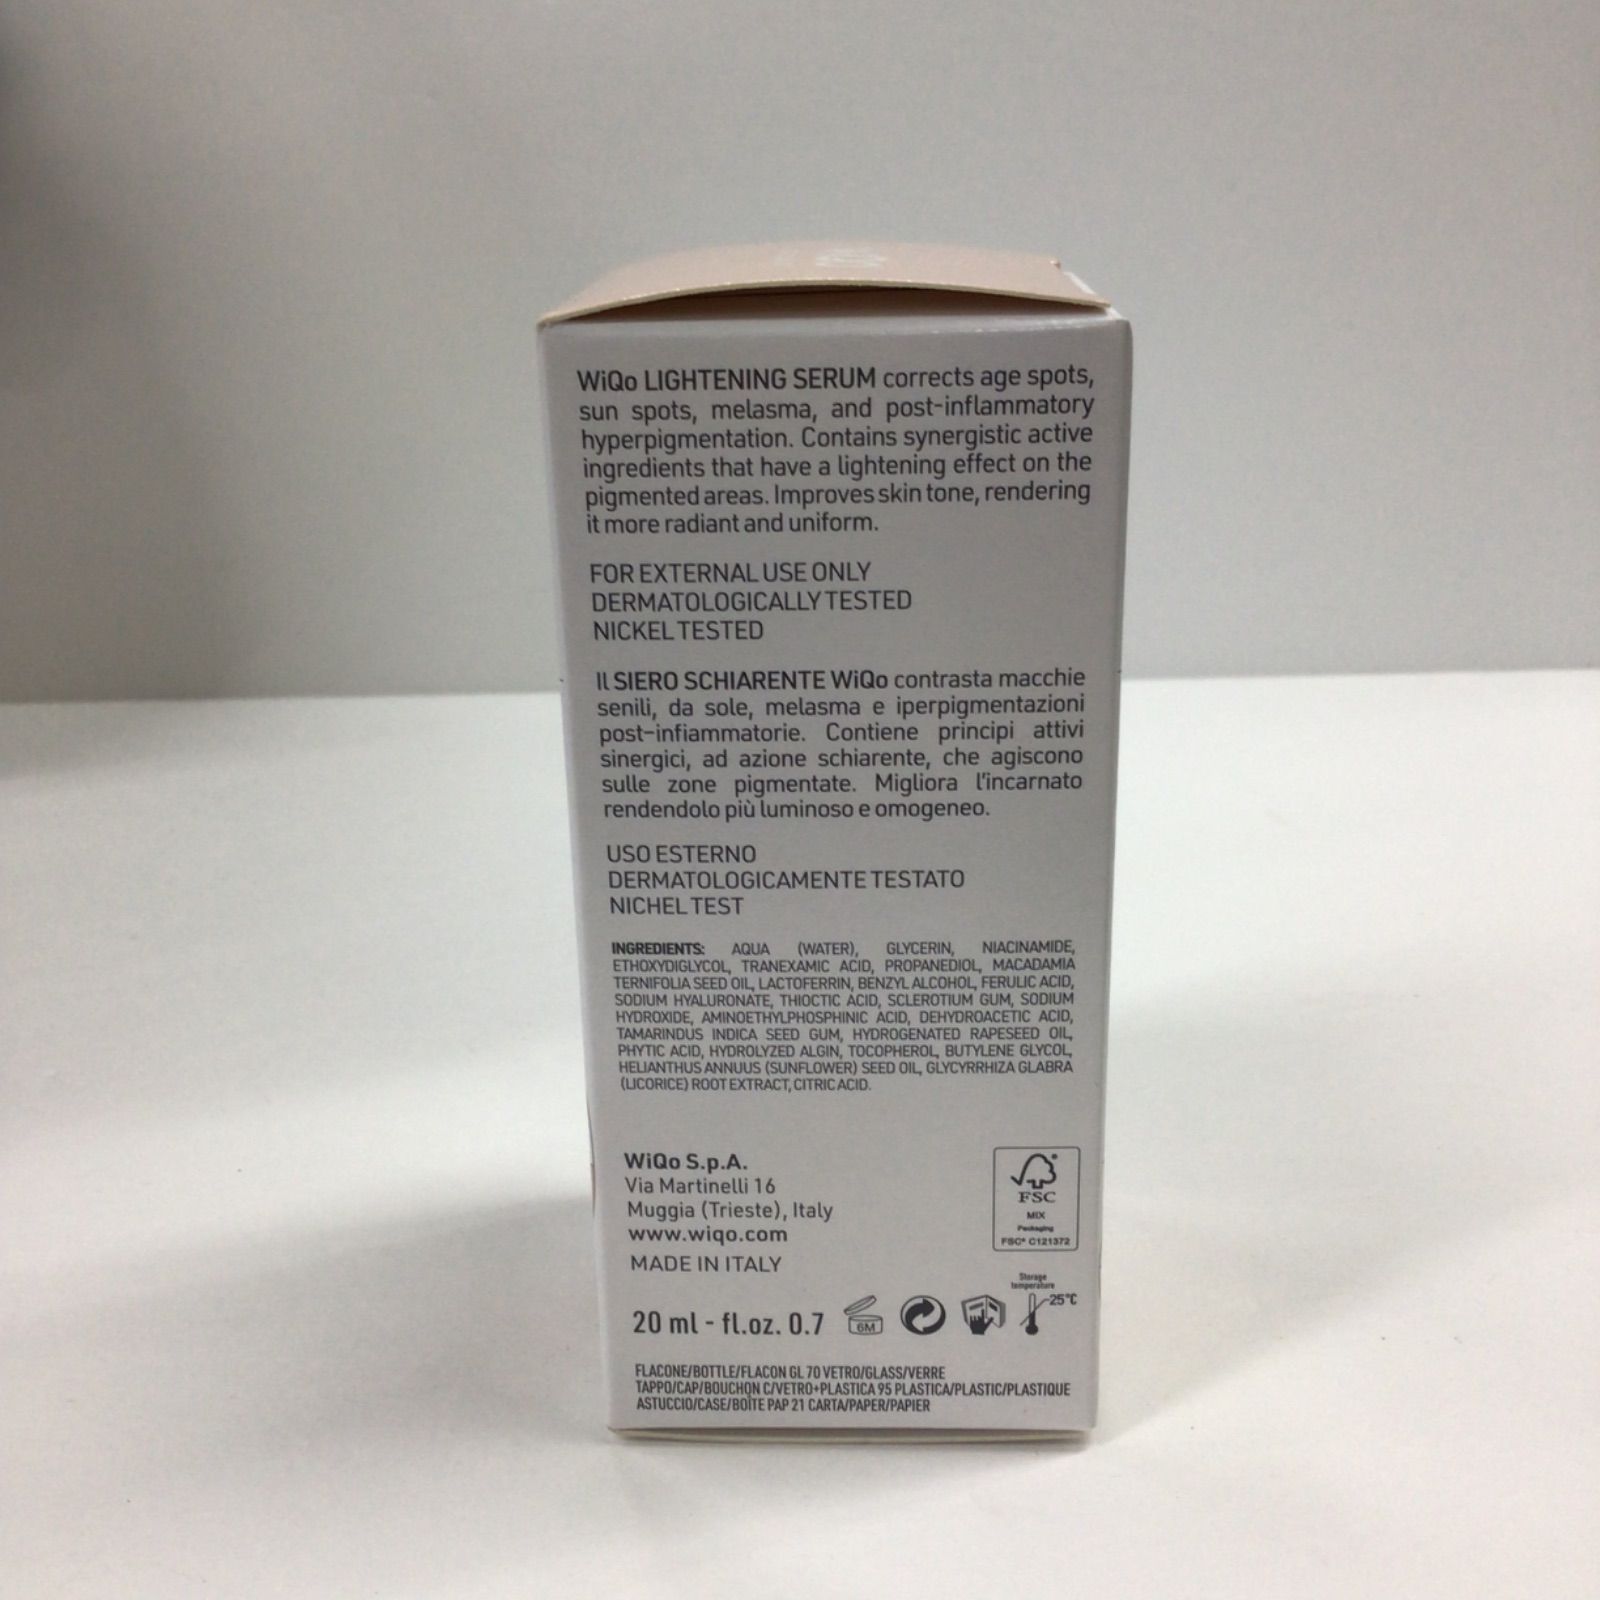 WiQo LIGHTENING SERUM corrects age spots,
sun spots, melasma, and post-inflammatory
hyperpigmentation. Contains synergistic active
ingredients that have a lightening effect on the
pigmented areas. Improves skin tone, rendering
it more radiant and uniform.
FOR EXTERNAL USE ONLY
DERMATOLOGICALLY TESTED
NICKEL TESTED
Il SIERO SCHIARENTE WiQo contrasta macchie
senili, da sole, melasma e iperpigmentazioni
post-infiammatorie. Contiene principi attivi
sinergici, ad azione schiarente, che agiscono
sulle zone pigmentate. Migliora l'incarnato
rendendolo più luminoso e omogeneo.
USO ESTERNO
DERMATOLOGICAMENTE TESTATO
NICHEL TEST
INGREDIENTS: AQUA (WATER), GLYCERIN, NIACINAMIDE,
ETHOXYDIGLYCOL, TRANEXAMIC ACID, PROPANEDIOL, MACADAMIA
TERNIFOLIA SEED OIL, LACTOFERRIN, BENZYL ALCOHOL, FERULIC ACID,
SODIUM HYALURONATE, THIOCTIC ACID, SCLEROTIUM GUM, SODIUM
HYDROXIDE, AMINOETHYLPHOSPHINIC ACID, DEHYDROACETIC ACID,
TAMARINDUS INDICA SEED GUM, HYDROGENATED RAPESEED OIL,
PHYTIC ACID, HYDROLYZED ALGIN, TOCOPHEROL, BUTYLENE GLYCOL,
HELIANTHUS ANNUUS (SUNFLOWER) SEED OIL, GLYCYRRHIZA GLABRA
(LICORICE) ROOT EXTRACT, CITRIC ACID.
WiQo S.p.A.
Via Martinelli 16
Muggia (Trieste), Italy
www.wiqo.com
MADE IN ITALY
FSC
MIX
Packaging
FSC® C121372
Storage
temperature
25°C
20 ml - fl.oz. 0.7
6M
FLACONE/BOTTLE/FLACON GL 70 VETRO/GLASS/VERRE
TAPPO/CAP/BOUCHON C/VETRO+PLASTICA 95 PLASTICA/PLASTIC/PLASTIQUE
ASTUCCIO/CASE/BOÎTE PAP 21 CARTA/PAPER/PAPIER